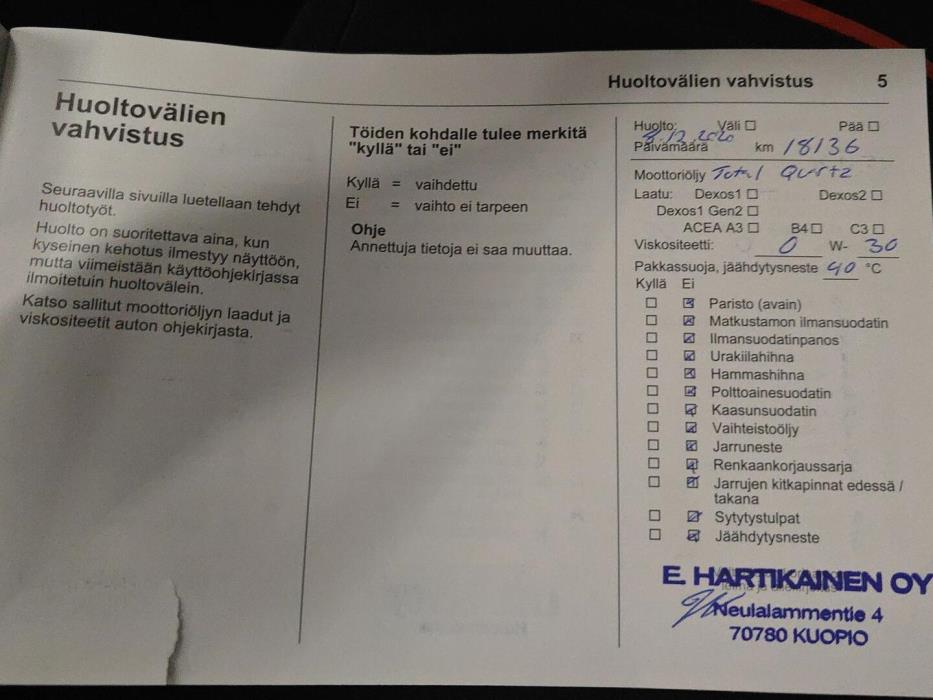 Huoltovälien vahvistus 5
Huoltovälien
vahvistus
Seuraavilla sivuilla luetellaan tehdyt
huoltotyöt.
Huolto on suoritettava aina, kun
kyseinen kehotus ilmestyy näyttöön,
mutta viimeistään käyttöohjekirjassa
ilmoitetuin huoltovälein.
Katso sallitut moottoriöljyn laadut ja
viskositeetit auton ohjekirjasta.
Töiden kohdalle tulee merkitä
"kyllä" tai "ei"
Kyllä = vaihdettu
Ei = vaihto ei tarpeen
Ohje
Annettuja tietoja ei saa muuttaa.
Huolto: Väli ☐ Pää ☐
Päivämäärä 8.12.2020 km 18136
Moottoriöljy Total Quartz
Laatu: Dexos1 ☐ Dexos2 ☐
Dexos1 Gen2 ☐
ACEA A3 ☐ B4 ☐ C3 ☐
Viskositeetti: 0 W- 30
Pakkassuoja, jäähdytysneste 40 °C
Kyllä Ei
☐ ☒ Paristo (avain)
☐ ☒ Matkustamon ilmansuodatin
☐ ☒ Ilmansuodatinpanos
☐ ☒ Urakiilahihna
☐ ☒ Hammashihna
☐ ☒ Polttoainesuodatin
☐ ☒ Kaasunsuodatin
☐ ☒ Vaihteistoöljy
☐ ☒ Jarruneste
☐ ☒ Renkaankorjaussarja
☐ ☒ Jarrujen kitkapinnat edessä /
takana
☐ ☒ Sytytystulpat
☐ ☒ Jäähdytysneste
E. HARTIKAINEN OY
Neulalammentie 4
70780 KUOPIO